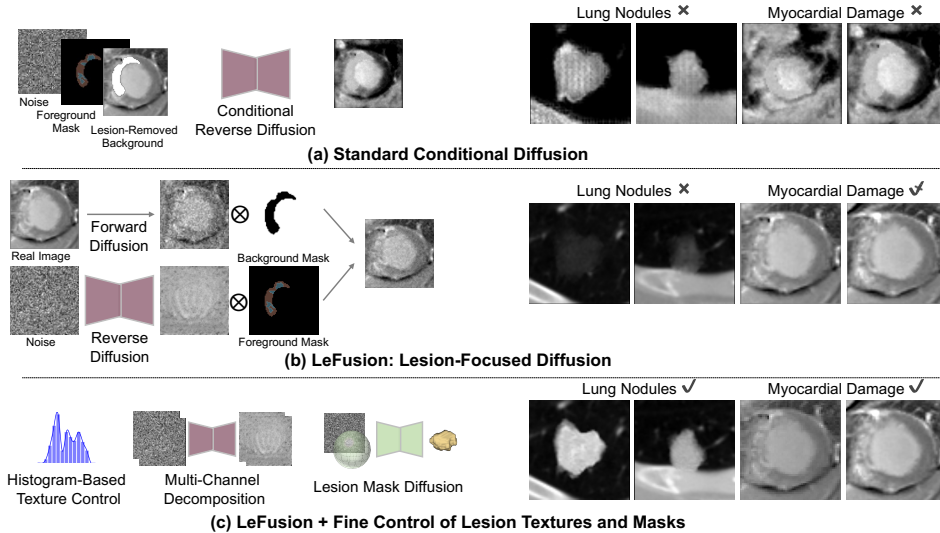 Lung Nodules ✖ Myocardial Damage ✖
Noise
Foreground
Mask
Lesion-Removed
Background
Conditional
Reverse Diffusion
(a) Standard Conditional Diffusion
Lung Nodules ✖ Myocardial Damage ✓
Forward
Diffusion
Real Image
Background Mask
Noise
Reverse
Diffusion
Foreground Mask
(b) LeFusion: Lesion-Focused Diffusion
Lung Nodules ✓ Myocardial Damage ✓
Histogram-Based
Texture Control
Multi-Channel
Decomposition
Lesion Mask Diffusion
(c) LeFusion + Fine Control of Lesion Textures and Masks